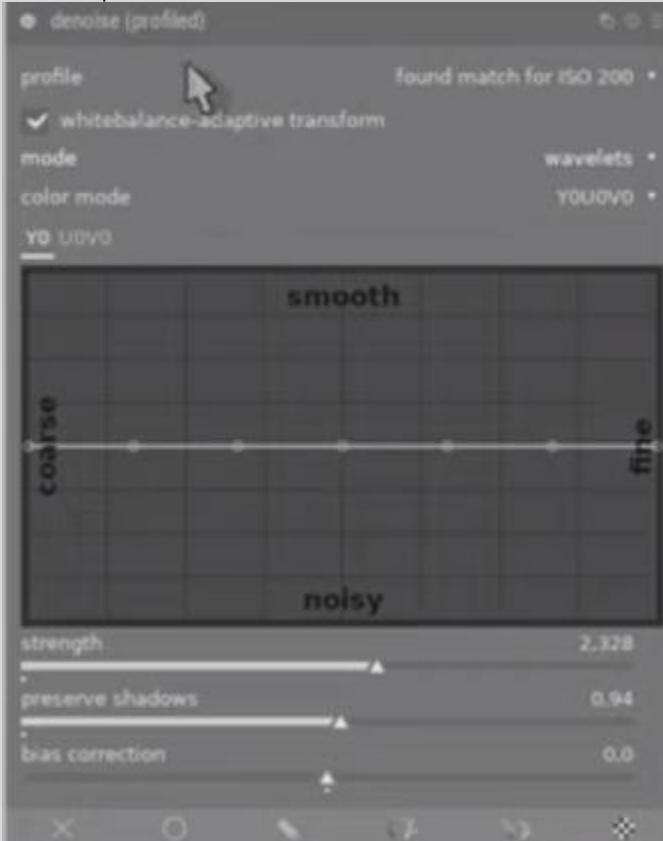 denoise (profiled)
profile found match for ISO 200
whitebalance-adaptive transform
mode wavelets
color mode Y0U0V0
Y0 U0V0
smooth
coarse
fine
noisy
strength 2,328
preserve shadows 0,94
bias correction 0,0